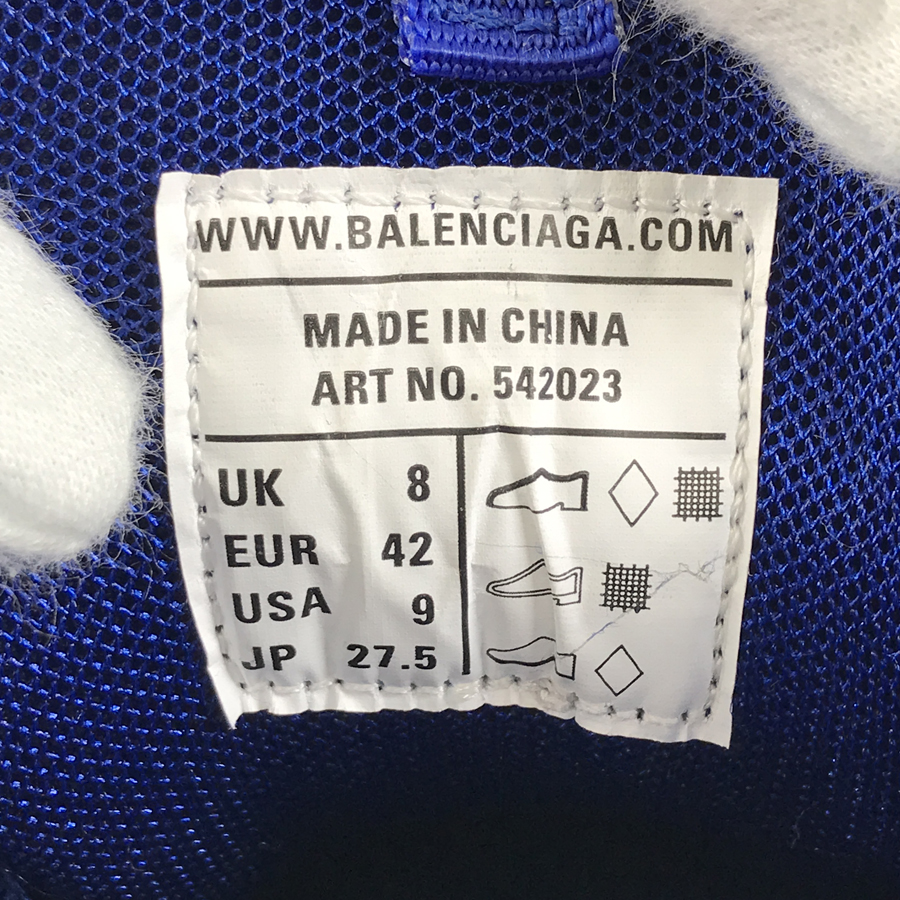 WWW.BALENCIAGA.COM
MADE IN CHINA
ART NO. 542023
UK 8
EUR 42
USA 9
JP 27.5